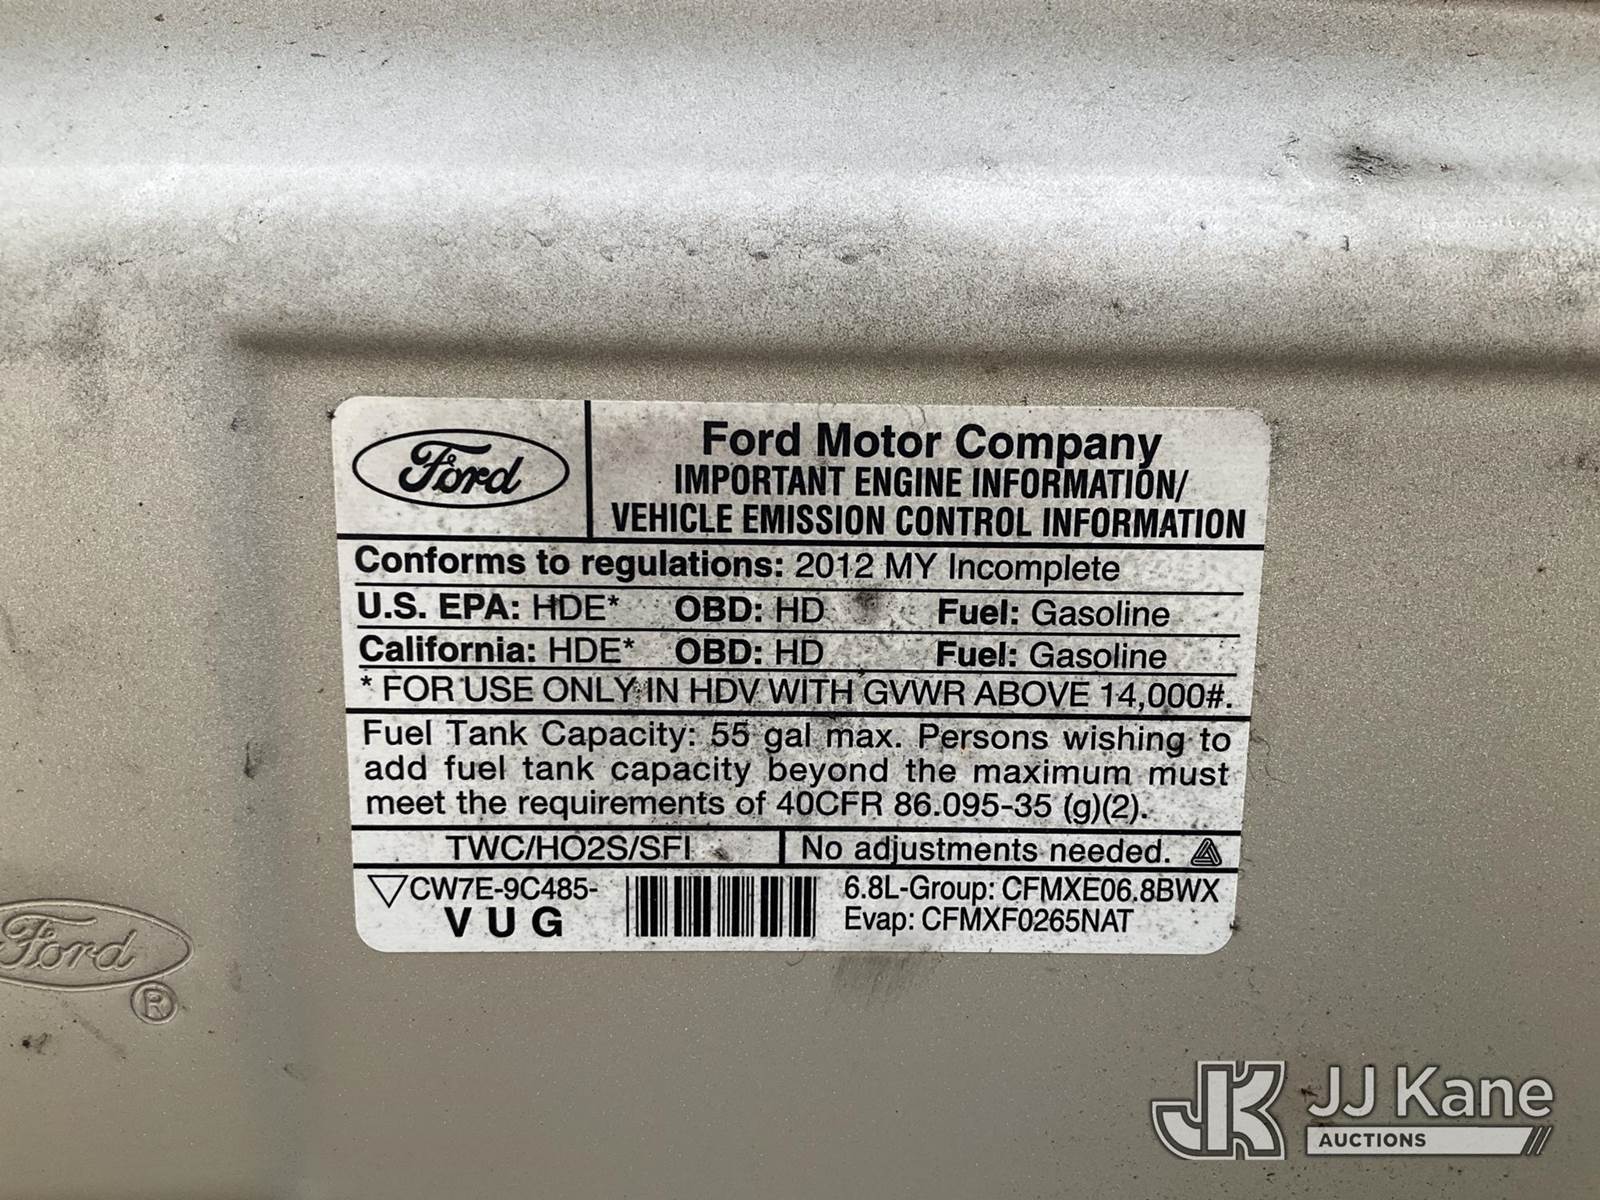 Ford
Ford Motor Company
IMPORTANT ENGINE INFORMATION/
VEHICLE EMISSION CONTROL INFORMATION
Conforms to regulations: 2012 MY Incomplete
U.S. EPA: HDE* OBD: HD Fuel: Gasoline
California: HDE* OBD: HD Fuel: Gasoline
* FOR USE ONLY IN HDV WITH GVWR ABOVE 14,000#.
Fuel Tank Capacity: 55 gal max. Persons wishing to
add fuel tank capacity beyond the maximum must
meet the requirements of 40CFR 86.095-35 (g)(2).
TWC/HO2S/SFI No adjustments needed.
CW7E-9C485-
VUG
6.8L-Group: CFMXE06.8BWX
Evap: CFMXF0265NAT
Ford
®
JK JJ Kane
AUCTIONS